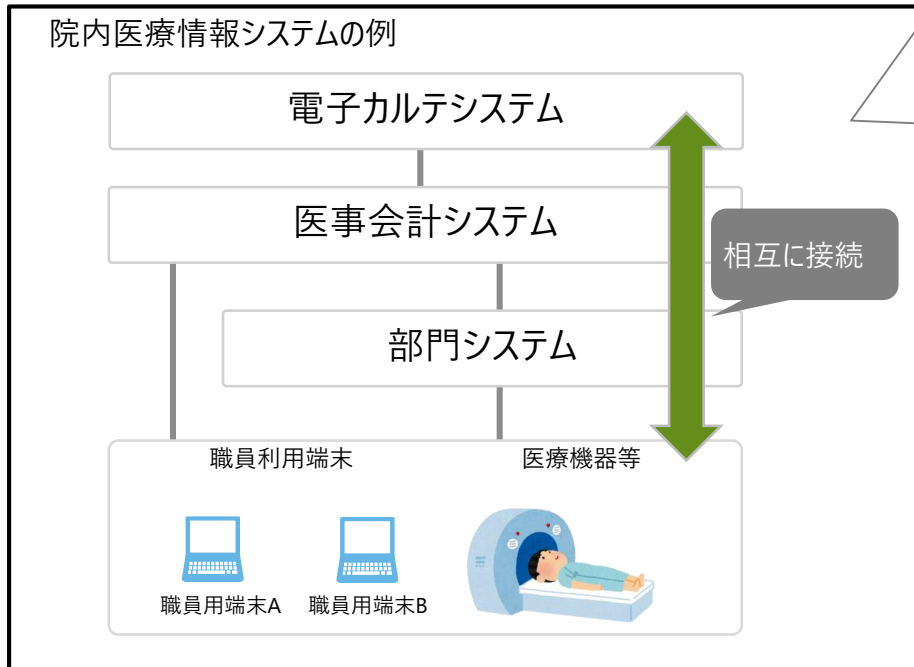 院内医療情報システムの例
電子カルテシステム
医事会計システム
相互に接続
部門システム
職員利用端末
医療機器等
職員用端末A
職員用端末B